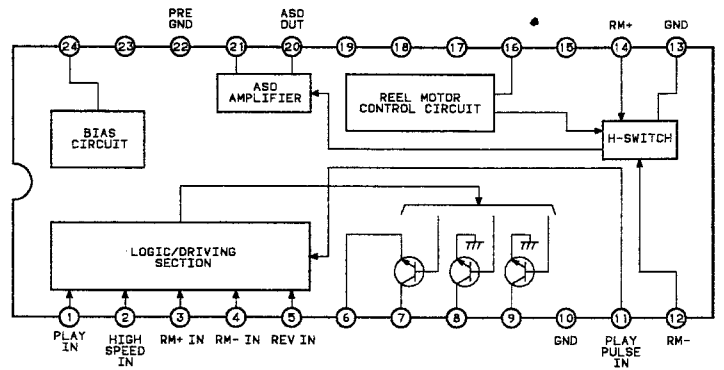 PRE
GND
ASO
OUT
RM+
GND
24 23 22 21 20 19 18 17 16 15 14 13
BIAS
CIRCUIT
ASO
AMPLIFIER
REEL MOTOR
CONTROL CIRCUIT
H-SWITCH
LOGIC/DRIVING
SECTION
1 2 3 4 5 6 7 8 9 10 11 12
PLAY
IN
HIGH
SPEED
IN
RM+ IN
RM- IN
REV IN
GND
PLAY
PULSE
IN
RM-